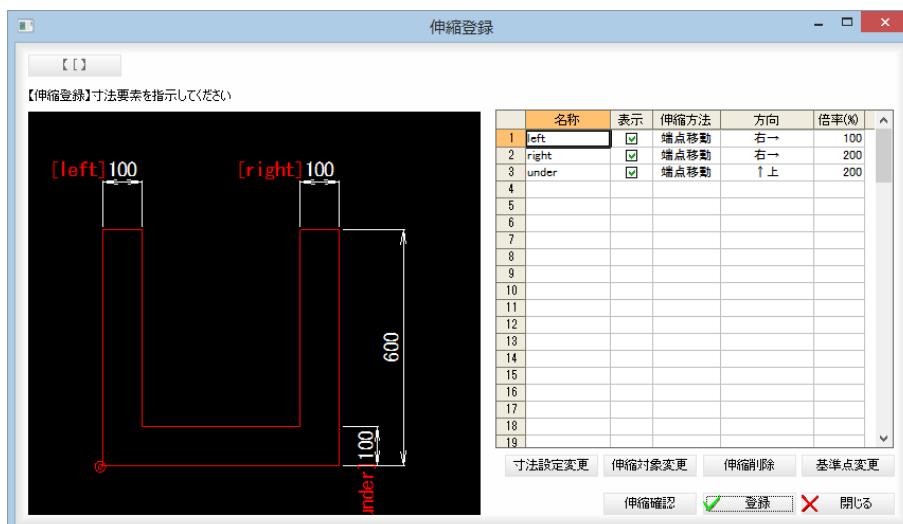 伸縮登録
【[】
【伸縮登録】寸法要素を指示してください
[left]100
[right]100
600
100
under]
名称 表示 伸縮方法 方向 倍率(%)
1 left 端点移動 右→ 100
2 right 端点移動 右→ 200
3 under 端点移動 ↑上 200
4
5
6
7
8
9
10
11
12
13
14
15
16
17
18
19
寸法設定変更 伸縮対象変更 伸縮削除 基準点変更
伸縮確認 登録 閉じる